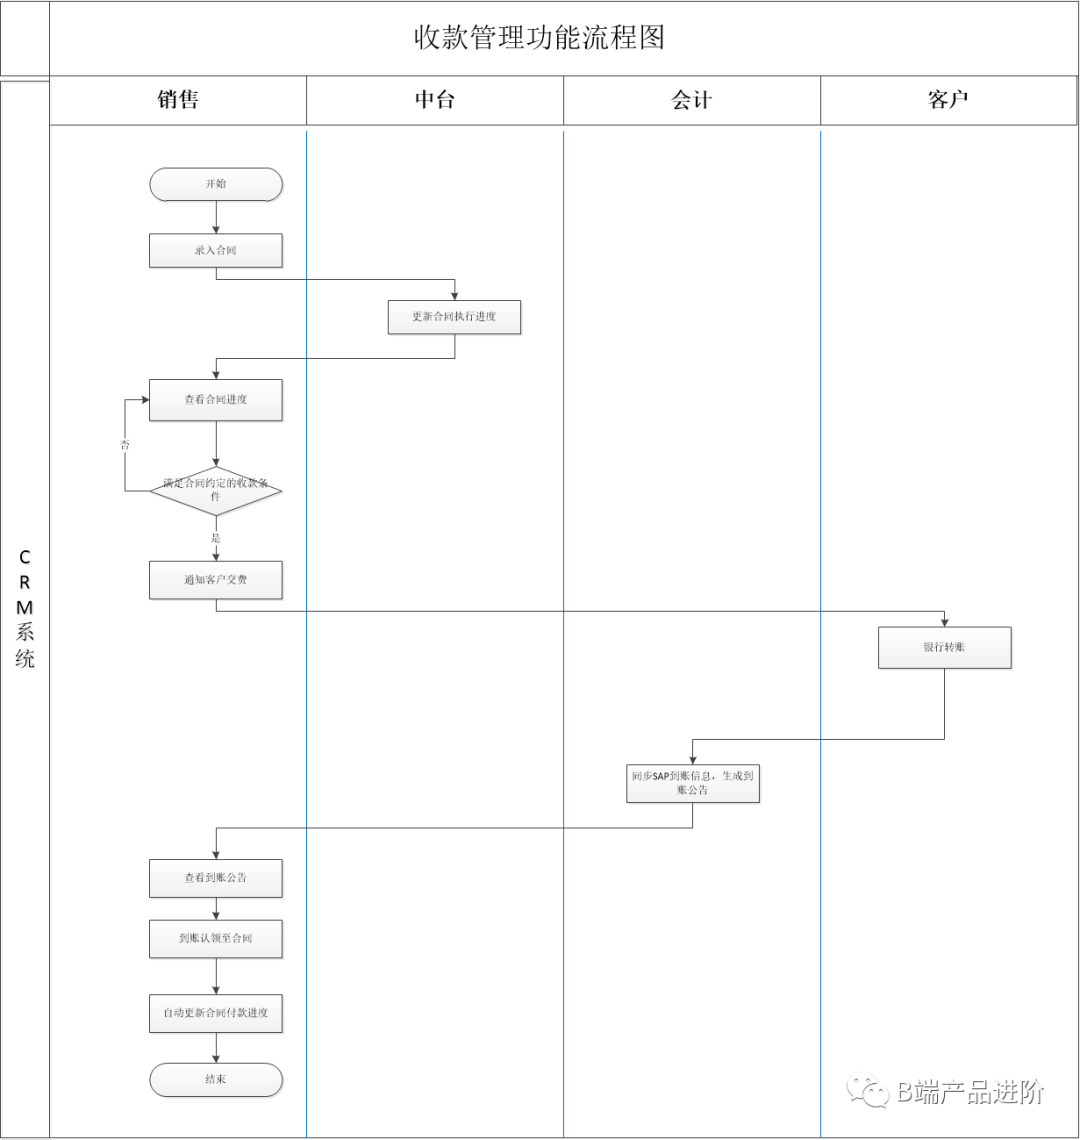 收款管理功能流程图
销售
中台
会计
客户
CRM系统
开始
录入合同
更新合同执行进度
查看合同进度
否
满足合同约定的收款条
件
是
通知客户交费
银行转账
同步SAP到账信息，生成到
账公告
查看到账公告
到账认领至合同
自动更新合同付款进度
结束
B端产品进阶